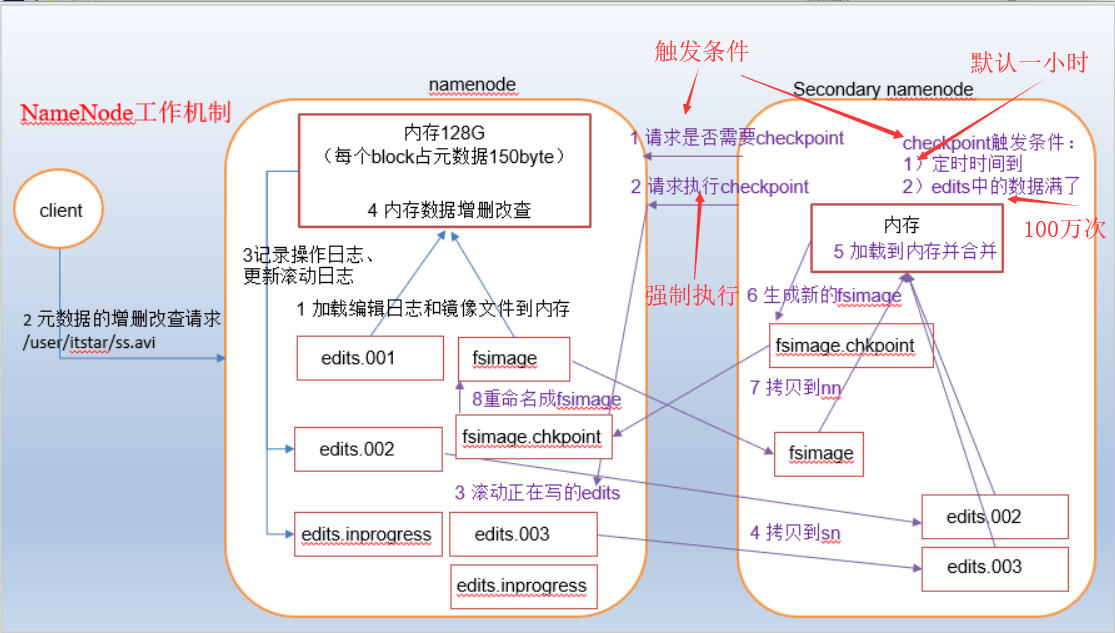 触发条件
默认一小时
namenode
Secondary namenode
NameNode工作机制
内存128G
（每个block占元数据150byte）
4 内存数据增删改查
1 请求是否需要checkpoint
2 请求执行checkpoint
checkpoint触发条件：
1）定时时间到
2）edits中的数据满了
100万次
client
3记录操作日志、
更新滚动日志
内存
5 加载到内存并合并
强制执行
1 加载编辑日志和镜像文件到内存
6 生成新的fsimage
2 元数据的增删改查请求
/user/itstar/ss.avi
edits.001
fsimage
fsimage.chkpoint
8重命名成fsimage
7 拷贝到nn
edits.002
fsimage.chkpoint
fsimage
3 滚动正在写的edits
edits.inprogress
edits.003
4 拷贝到sn
edits.002
edits.003
edits.inprogress